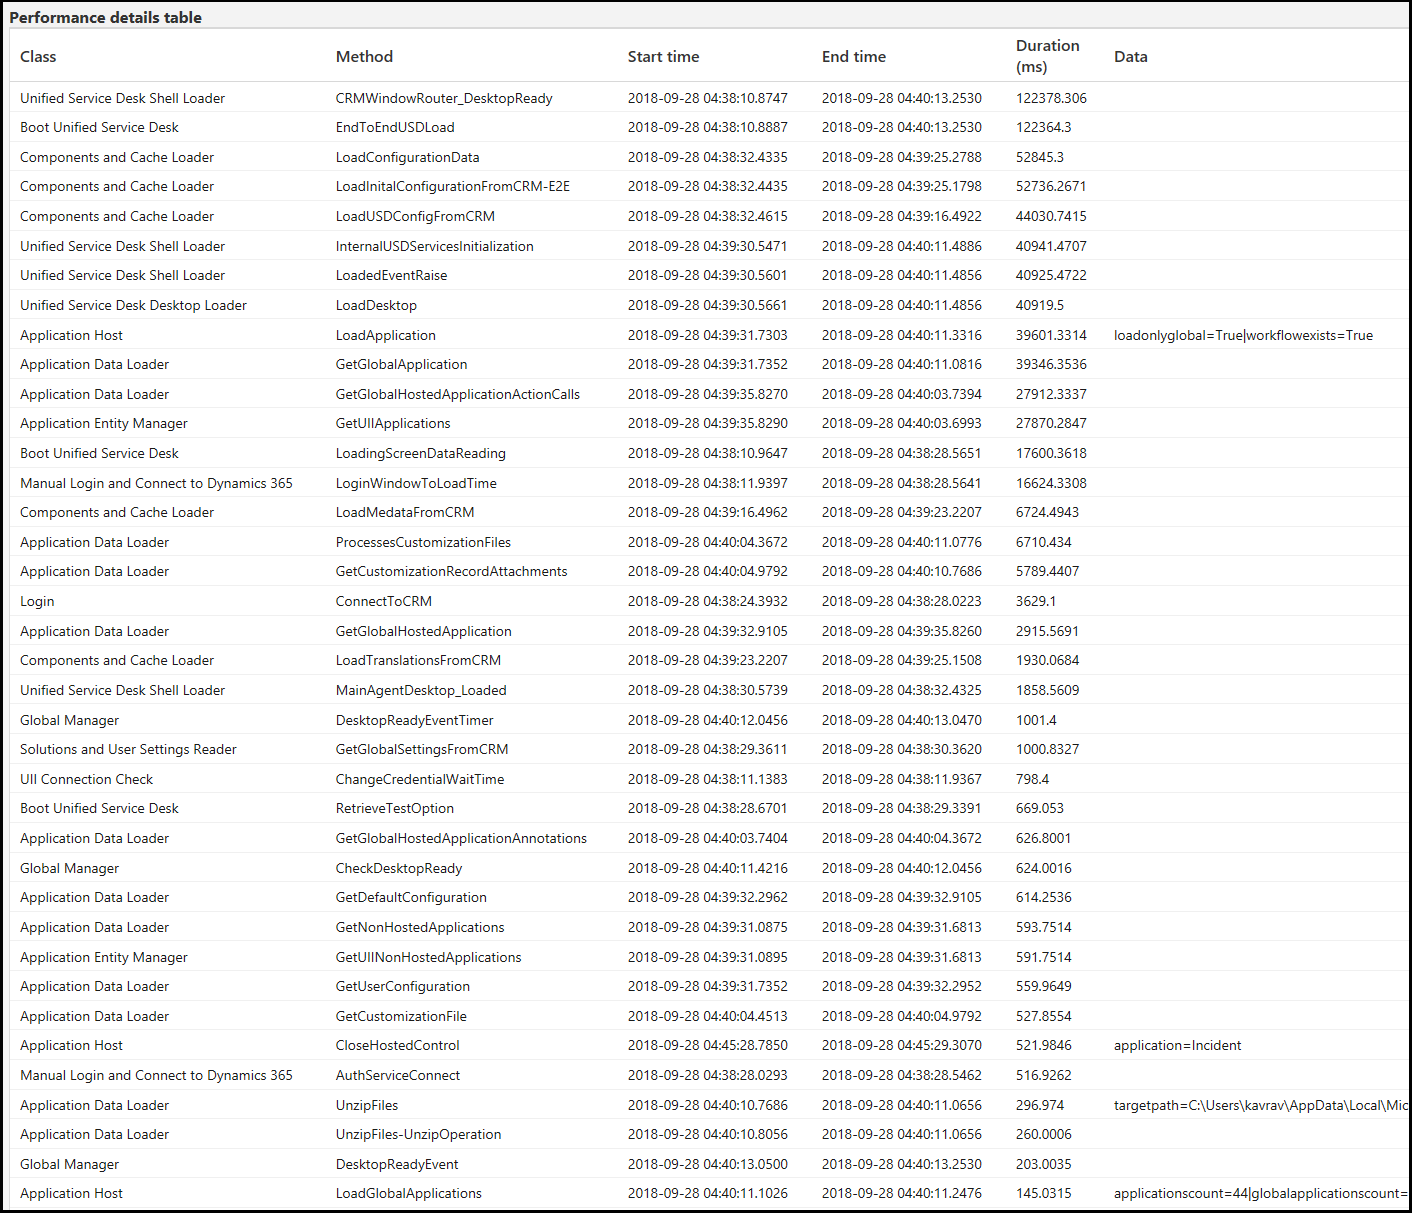 Performance details table
Class Method Start time End time Duration (ms) Data
Unified Service Desk Shell Loader CRMWindowRouter_DesktopReady 2018-09-28 04:38:10.8747 2018-09-28 04:40:13.2530 122378.306
Boot Unified Service Desk EndToEndUSDLoad 2018-09-28 04:38:10.8887 2018-09-28 04:40:13.2530 122364.3
Components and Cache Loader LoadConfigurationData 2018-09-28 04:38:32.4335 2018-09-28 04:39:25.2788 52845.3
Components and Cache Loader LoadInitalConfigurationFromCRM-E2E 2018-09-28 04:38:32.4435 2018-09-28 04:39:25.1798 52736.2671
Components and Cache Loader LoadUSDConfigFromCRM 2018-09-28 04:38:32.4615 2018-09-28 04:39:16.4922 44030.7415
Unified Service Desk Shell Loader InternalUSDServicesInitialization 2018-09-28 04:39:30.5471 2018-09-28 04:40:11.4886 40941.4707
Unified Service Desk Shell Loader LoadedEventRaise 2018-09-28 04:39:30.5601 2018-09-28 04:40:11.4856 40925.4722
Unified Service Desk Desktop Loader LoadDesktop 2018-09-28 04:39:30.5661 2018-09-28 04:40:11.4856 40919.5
Application Host LoadApplication 2018-09-28 04:39:31.7303 2018-09-28 04:40:11.3316 39601.3314 loadonlyglobal=True|workflowexists=True
Application Data Loader GetGlobalApplication 2018-09-28 04:39:31.7352 2018-09-28 04:40:11.0816 39346.3536
Application Data Loader GetGlobalHostedApplicationActionCalls 2018-09-28 04:39:35.8270 2018-09-28 04:40:03.7394 27912.3337
Application Entity Manager GetUIIApplications 2018-09-28 04:39:35.8290 2018-09-28 04:40:03.6993 27870.2847
Boot Unified Service Desk LoadingScreenDataReading 2018-09-28 04:38:10.9647 2018-09-28 04:38:28.5651 17600.3618
Manual Login and Connect to Dynamics 365 LoginWindowToLoadTime 2018-09-28 04:38:11.9397 2018-09-28 04:38:28.5641 16624.3308
Components and Cache Loader LoadMedataFromCRM 2018-09-28 04:39:16.4962 2018-09-28 04:39:23.2207 6724.4943
Application Data Loader ProcessesCustomizationFiles 2018-09-28 04:40:04.3672 2018-09-28 04:40:11.0776 6710.434
Application Data Loader GetCustomizationRecordAttachments 2018-09-28 04:40:04.9792 2018-09-28 04:40:10.7686 5789.4407
Login ConnectToCRM 2018-09-28 04:38:24.3932 2018-09-28 04:38:28.0223 3629.1
Application Data Loader GetGlobalHostedApplication 2018-09-28 04:39:32.9105 2018-09-28 04:39:35.8260 2915.5691
Components and Cache Loader LoadTranslationsFromCRM 2018-09-28 04:39:23.2207 2018-09-28 04:39:25.1508 1930.0684
Unified Service Desk Shell Loader MainAgentDesktop_Loaded 2018-09-28 04:38:30.5739 2018-09-28 04:38:32.4325 1858.5609
Global Manager DesktopReadyEventTimer 2018-09-28 04:40:12.0456 2018-09-28 04:40:13.0470 1001.4
Solutions and User Settings Reader GetGlobalSettingsFromCRM 2018-09-28 04:38:29.3611 2018-09-28 04:38:30.3620 1000.8327
UII Connection Check ChangeCredentialWaitTime 2018-09-28 04:38:11.1383 2018-09-28 04:38:11.9367 798.4
Boot Unified Service Desk RetrieveTestOption 2018-09-28 04:38:28.6701 2018-09-28 04:38:29.3391 669.053
Application Data Loader GetGlobalHostedApplicationAnnotations 2018-09-28 04:40:03.7404 2018-09-28 04:40:04.3672 626.8001
Global Manager CheckDesktopReady 2018-09-28 04:40:11.4216 2018-09-28 04:40:12.0456 624.0016
Application Data Loader GetDefaultConfiguration 2018-09-28 04:39:32.2962 2018-09-28 04:39:32.9105 614.2536
Application Data Loader GetNonHostedApplications 2018-09-28 04:39:31.0875 2018-09-28 04:39:31.6813 593.7514
Application Entity Manager GetUIINonHostedApplications 2018-09-28 04:39:31.0895 2018-09-28 04:39:31.6813 591.7514
Application Data Loader GetUserConfiguration 2018-09-28 04:39:31.7352 2018-09-28 04:39:32.2952 559.9649
Application Data Loader GetCustomizationFile 2018-09-28 04:40:04.4513 2018-09-28 04:40:04.9792 527.8554
Application Host CloseHostedControl 2018-09-28 04:45:28.7850 2018-09-28 04:45:29.3070 521.9846 application=Incident
Manual Login and Connect to Dynamics 365 AuthServiceConnect 2018-09-28 04:38:28.0293 2018-09-28 04:38:28.5462 516.9262
Application Data Loader UnzipFiles 2018-09-28 04:40:10.7686 2018-09-28 04:40:11.0656 296.974 targetpath=C:\Users\kavrav\AppData\Local\Mic
Application Data Loader UnzipFiles-UnzipOperation 2018-09-28 04:40:10.8056 2018-09-28 04:40:11.0656 260.0006
Global Manager DesktopReadyEvent 2018-09-28 04:40:13.0500 2018-09-28 04:40:13.2530 203.0035
Application Host LoadGlobalApplications 2018-09-28 04:40:11.1026 2018-09-28 04:40:11.2476 145.0315 applicationscount=44|globalapplicationscount=